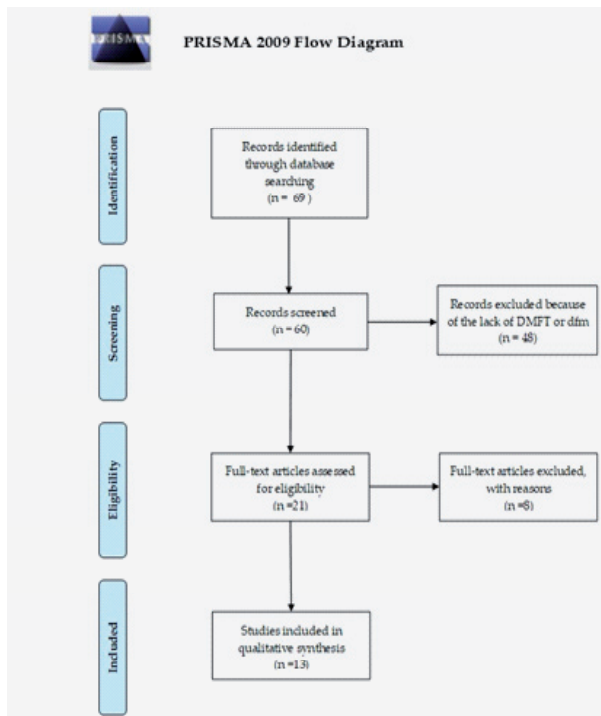 PRISMA
PRISMA 2009 Flow Diagram
Identification
Records identified
through database
searching
(n = 69 )
Screening
Records screened
(n = 60)
Records excluded because
of the lack of DMFT or dfm
(n = 48)
Eligibility
Full-text articles assessed
for eligibility
(n =21)
Full-text articles excluded,
with reasons
(n =8)
Included
Studies included in
qualitative synthesis
(n =13)